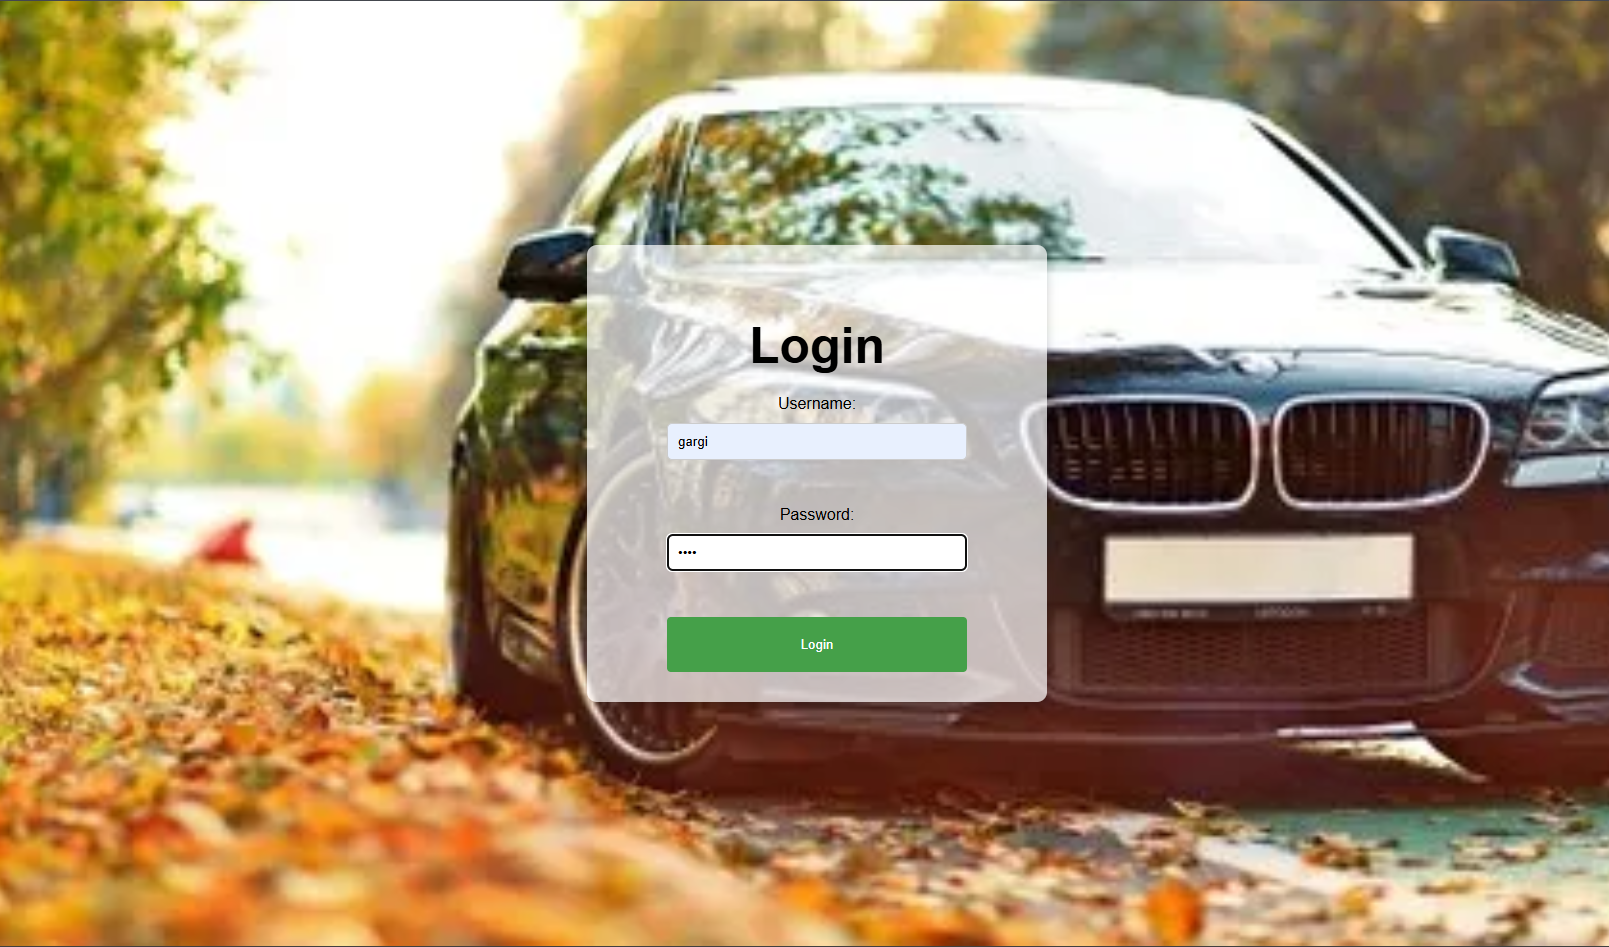 Login
Username:
gargi
Password:
••••
Login